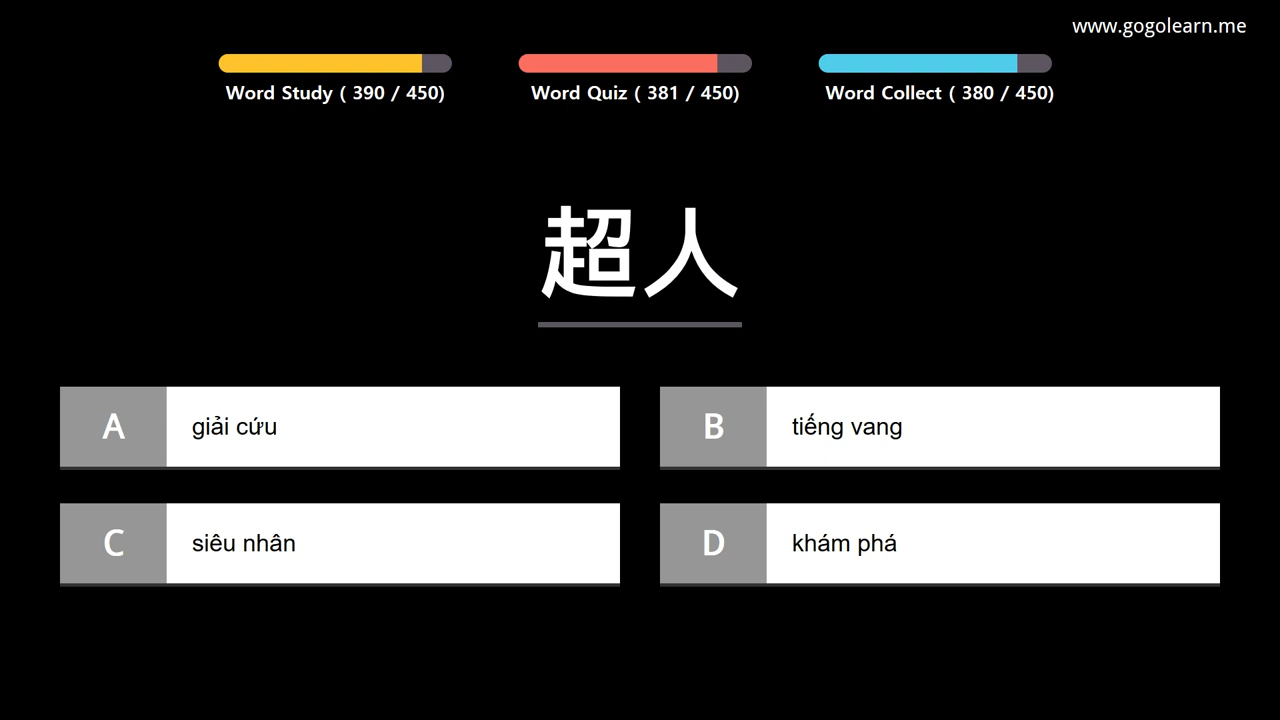 www.gogolearn.me
Word Study ( 390 / 450)
Word Quiz ( 381 / 450)
Word Collect ( 380 / 450)
超人
A giải cứu
B tiếng vang
C siêu nhân
D khám phá